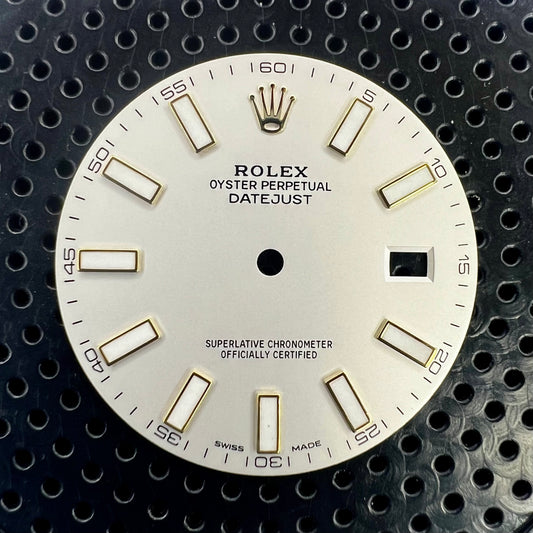 60
5
10
15
20
25
30
35
40
45
50
55
ROLEX
OYSTER PERPETUAL
DATEJUST
SUPERLATIVE CHRONOMETER
OFFICIALLY CERTIFIED
SWISS MADE